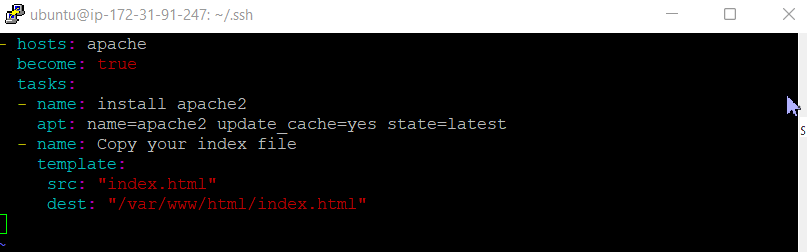 ubuntu@ip-172-31-91-247: ~/.ssh
- hosts: apache
  become: true
  tasks:
  - name: install apache2
    apt: name=apache2 update_cache=yes state=latest
  - name: Copy your index file
    template:
     src: "index.html"
     dest: "/var/www/html/index.html"
~
s